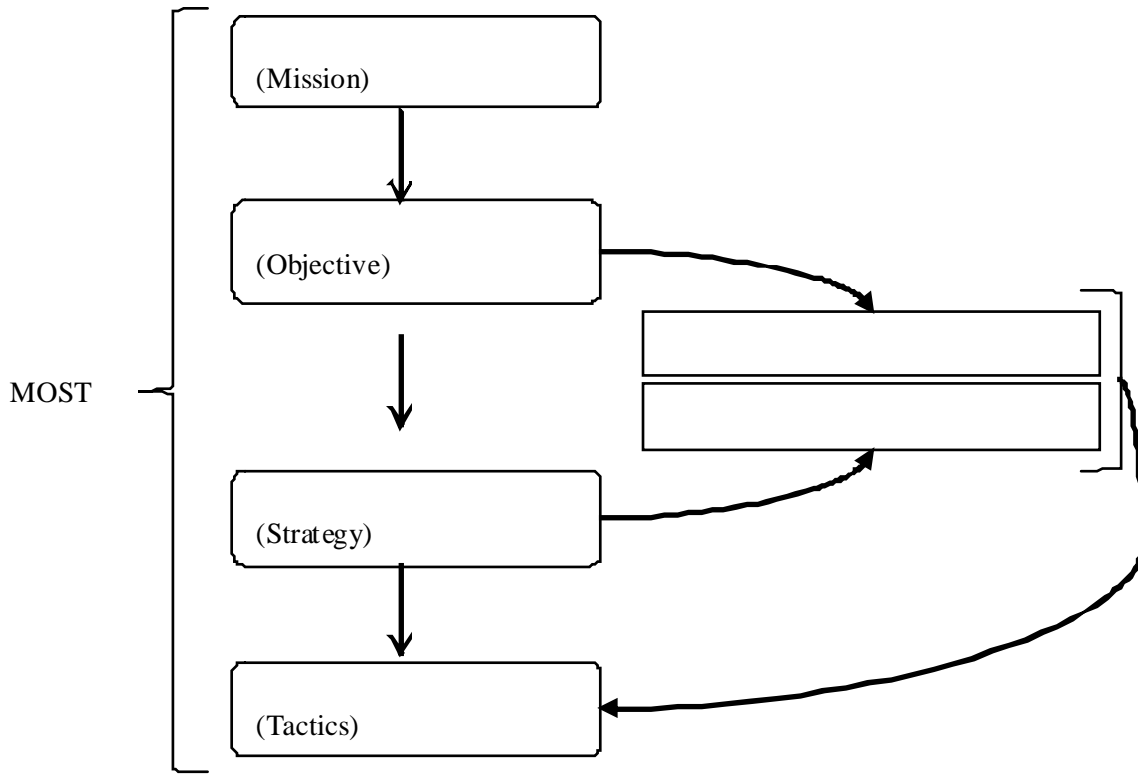 (Mission)
(Objective)
MOST
(Strategy)
(Tactics)